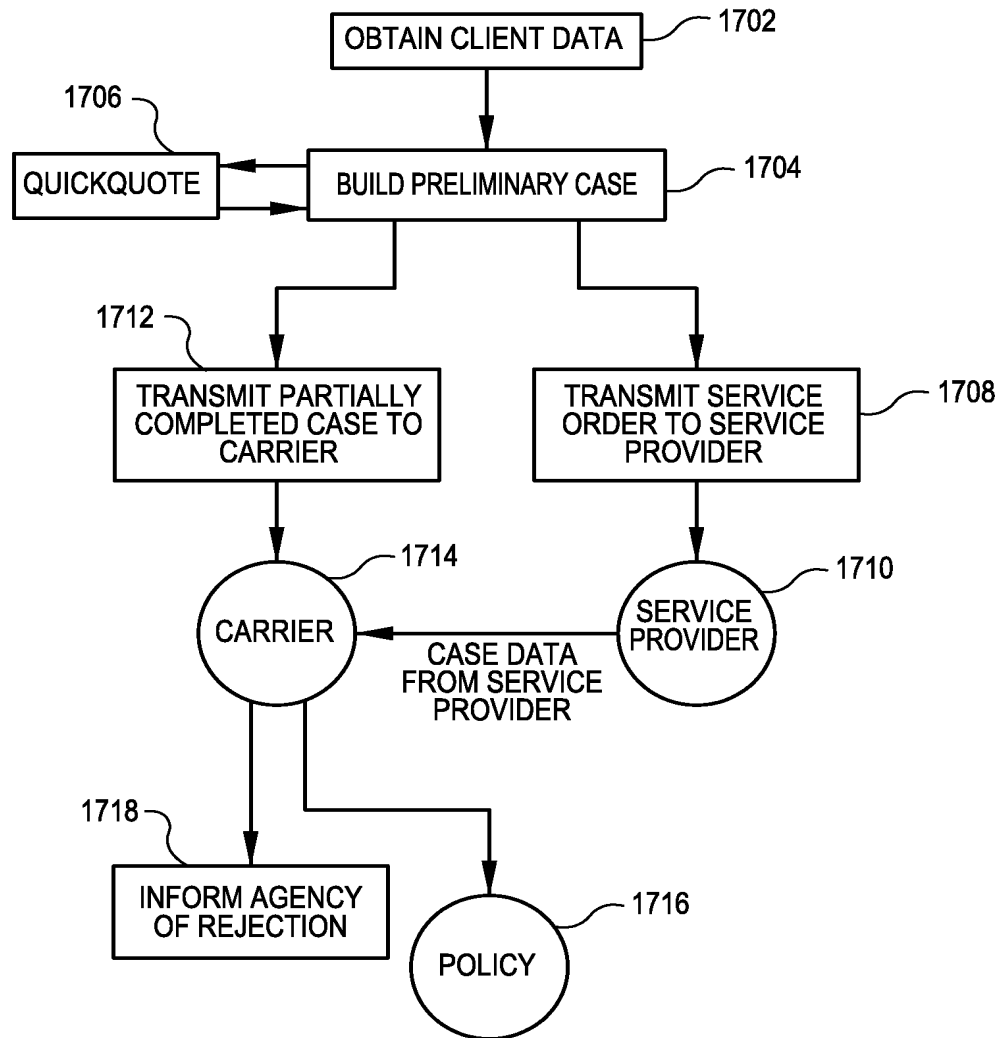 OBTAIN CLIENT DATA
1702
1706
QUICKQUOTE
BUILD PRELIMINARY CASE
1704
1712
TRANSMIT PARTIALLY
COMPLETED CASE TO
CARRIER
TRANSMIT SERVICE
ORDER TO SERVICE
PROVIDER
1708
1714
CARRIER
1710
SERVICE
PROVIDER
CASE DATA
FROM SERVICE
PROVIDER
1718
INFORM AGENCY
OF REJECTION
1716
POLICY